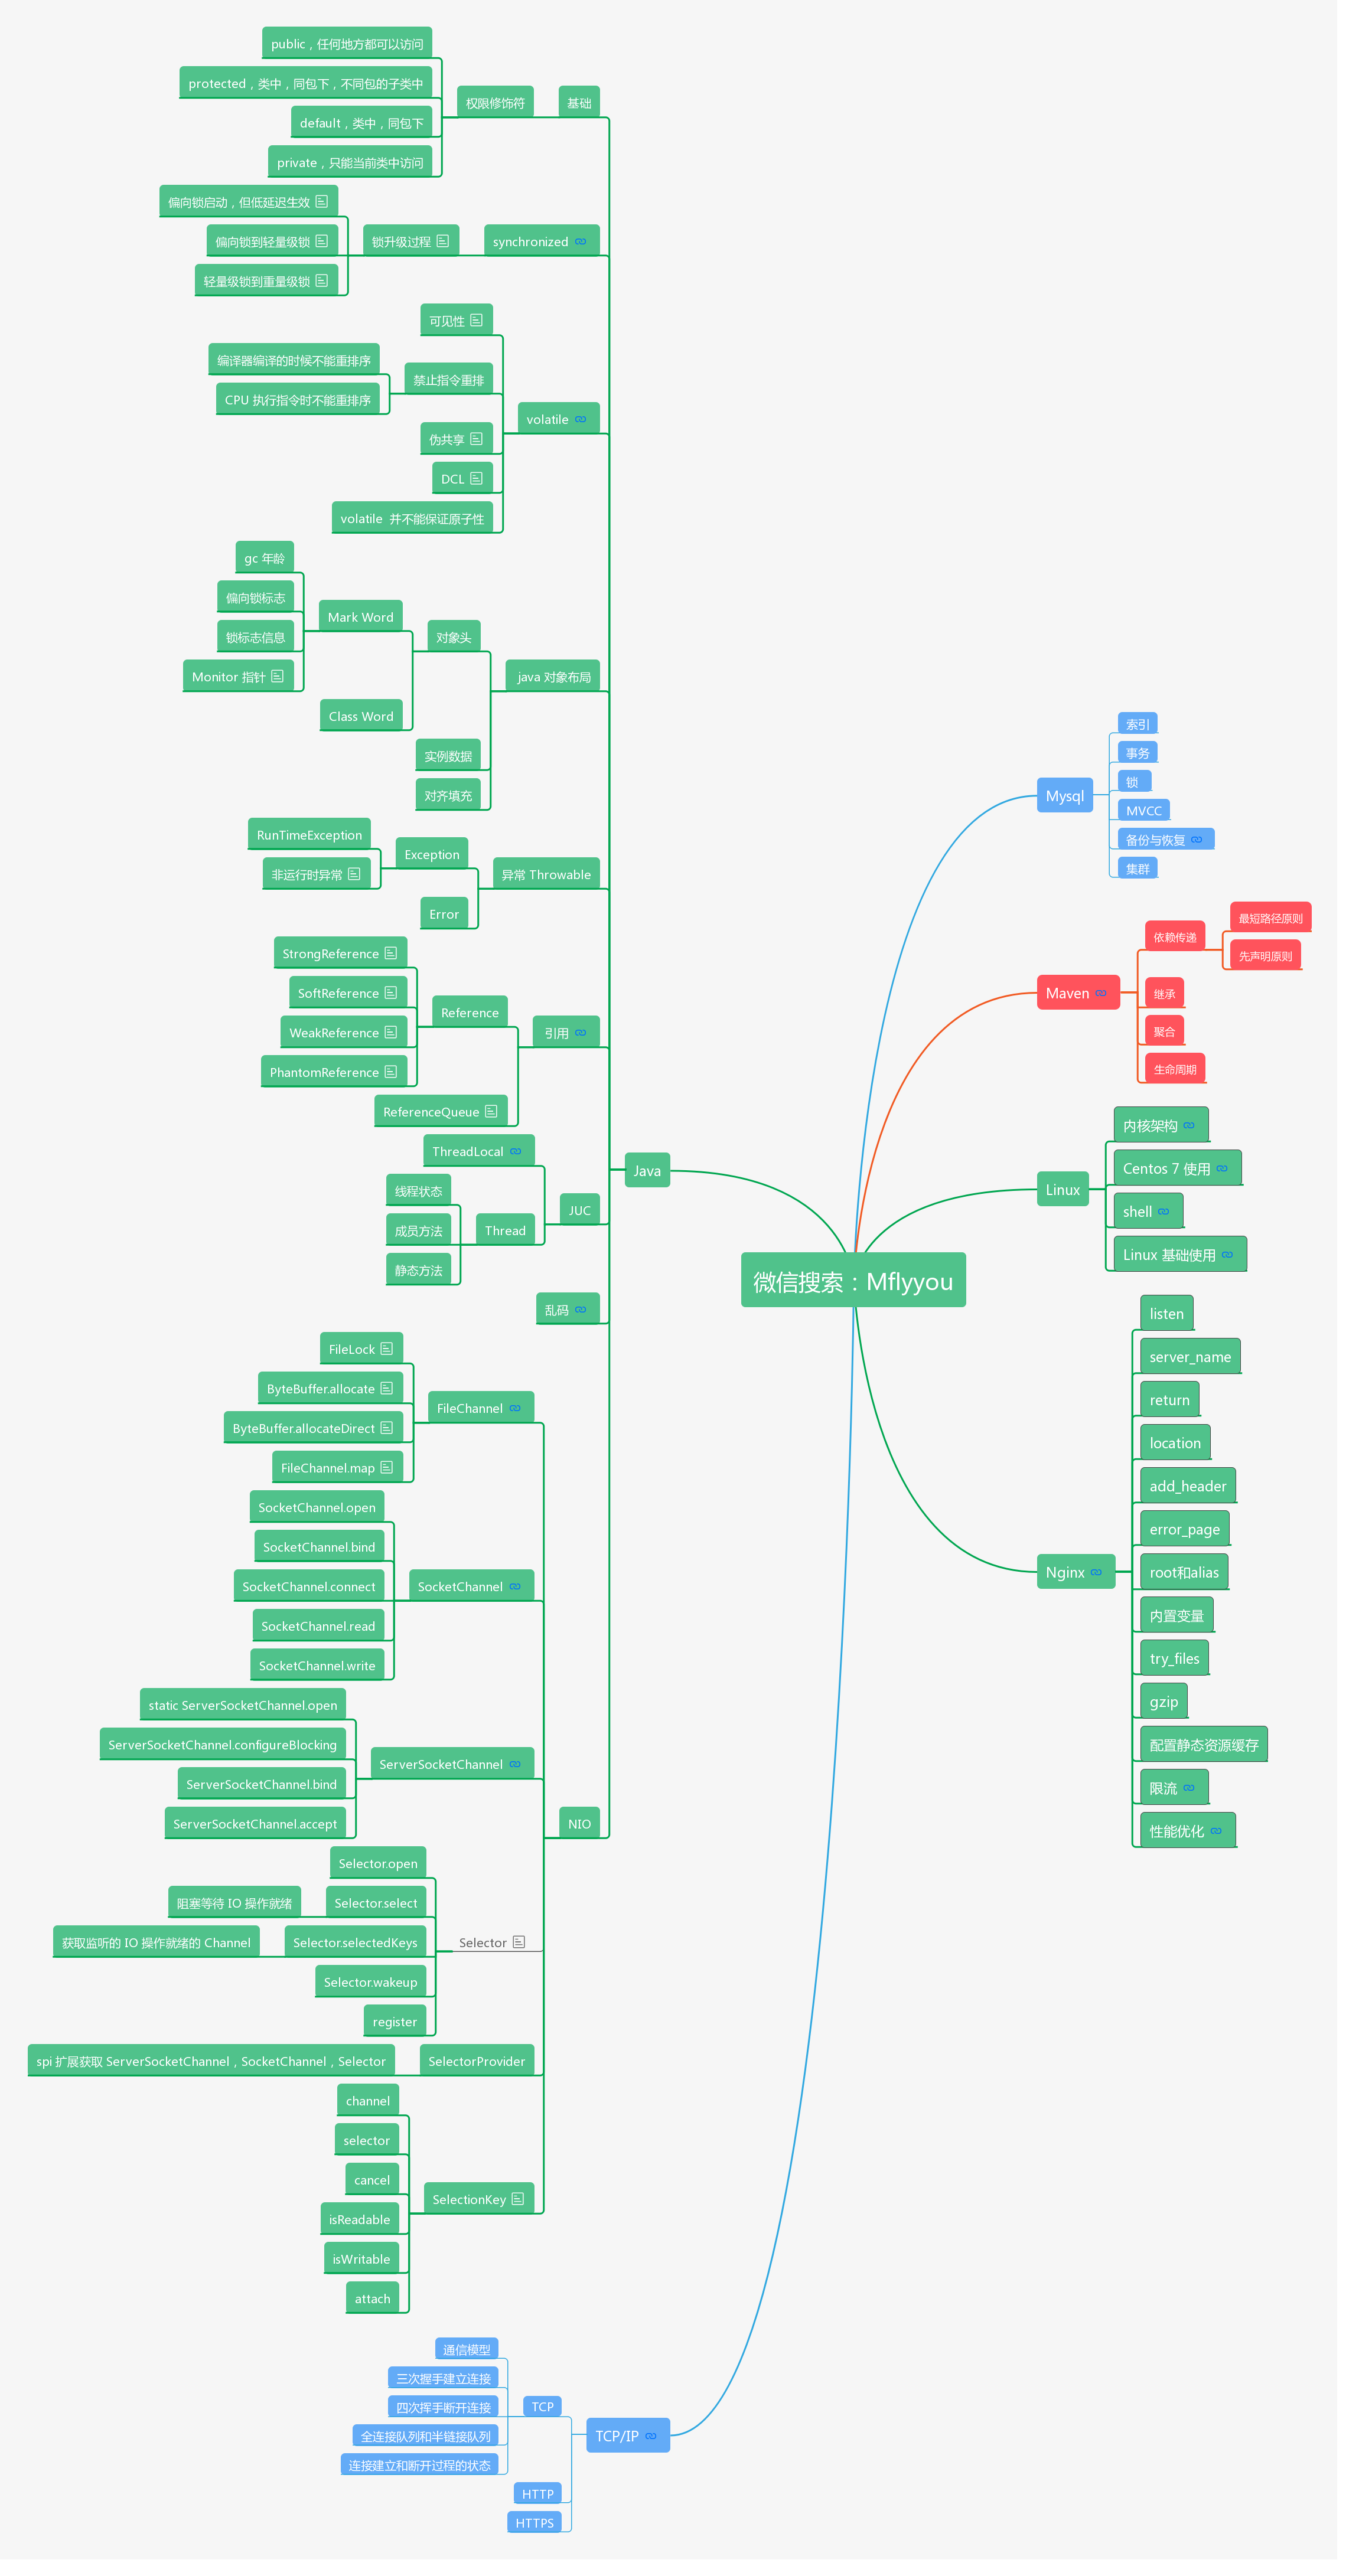 微信搜索：Mflyyou
Java
基础
权限修饰符
public，任何地方都可以访问
protected，类中，同包下，不同包的子类中
default，类中，同包下
private，只能当前类中访问
synchronized
锁升级过程
偏向锁启动，但低延迟生效
偏向锁到轻量级锁
轻量级锁到重量级锁
volatile
可见性
禁止指令重排
编译器编译的时候不能重排序
CPU 执行指令时不能重排序
伪共享
DCL
volatile 并不能保证原子性
java 对象布局
对象头
Mark Word
gc 年龄
偏向锁标志
锁标志信息
Monitor 指针
Class Word
实例数据
对齐填充
异常 Throwable
Exception
RunTimeException
非运行时异常
Error
引用
Reference
StrongReference
SoftReference
WeakReference
PhantomReference
ReferenceQueue
JUC
ThreadLocal
Thread
线程状态
成员方法
静态方法
乱码
NIO
FileChannel
FileLock
ByteBuffer.allocate
ByteBuffer.allocateDirect
FileChannel.map
SocketChannel
SocketChannel.open
SocketChannel.bind
SocketChannel.connect
SocketChannel.read
SocketChannel.write
ServerSocketChannel
static ServerSocketChannel.open
ServerSocketChannel.configureBlocking
ServerSocketChannel.bind
ServerSocketChannel.accept
Selector
Selector.open
Selector.select
阻塞等待 IO 操作就绪
Selector.selectedKeys
获取监听的 IO 操作就绪的 Channel
Selector.wakeup
register
SelectorProvider
spi 扩展获取 ServerSocketChannel，SocketChannel，Selector
SelectionKey
channel
selector
cancel
isReadable
isWritable
attach
TCP/IP
TCP
通信模型
三次握手建立连接
四次挥手断开连接
全连接队列和半链接队列
连接建立和断开过程的状态
HTTP
HTTPS
Mysql
索引
事务
锁
MVCC
备份与恢复
集群
Maven
依赖传递
最短路径原则
先声明原则
继承
聚合
生命周期
Linux
内核架构
Centos 7 使用
shell
Linux 基础使用
Nginx
listen
server_name
return
location
add_header
error_page
root和alias
内置变量
try_files
gzip
配置静态资源缓存
限流
性能优化